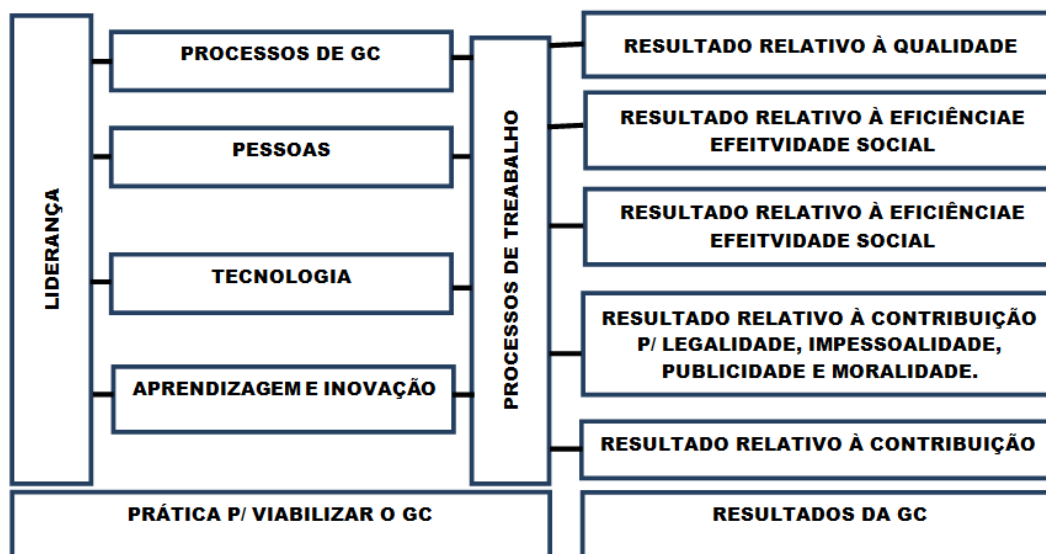 LIDERANÇA
PROCESSOS DE GC
PESSOAS
TECNOLOGIA
APRENDIZAGEM E INOVAÇÃO
PROCESSOS DE TREABALHO
RESULTADO RELATIVO À QUALIDADE
RESULTADO RELATIVO À EFICIÊNCIAE
EFEITVIDADE SOCIAL
RESULTADO RELATIVO À EFICIÊNCIAE
EFEITVIDADE SOCIAL
RESULTADO RELATIVO À CONTRIBUIÇÃO
P/ LEGALIDADE, IMPESSOALIDADE,
PUBLICIDADE E MORALIDADE.
RESULTADO RELATIVO À CONTRIBUIÇÃO
PRÁTICA P/ VIABILIZAR O GC
RESULTADOS DA GC